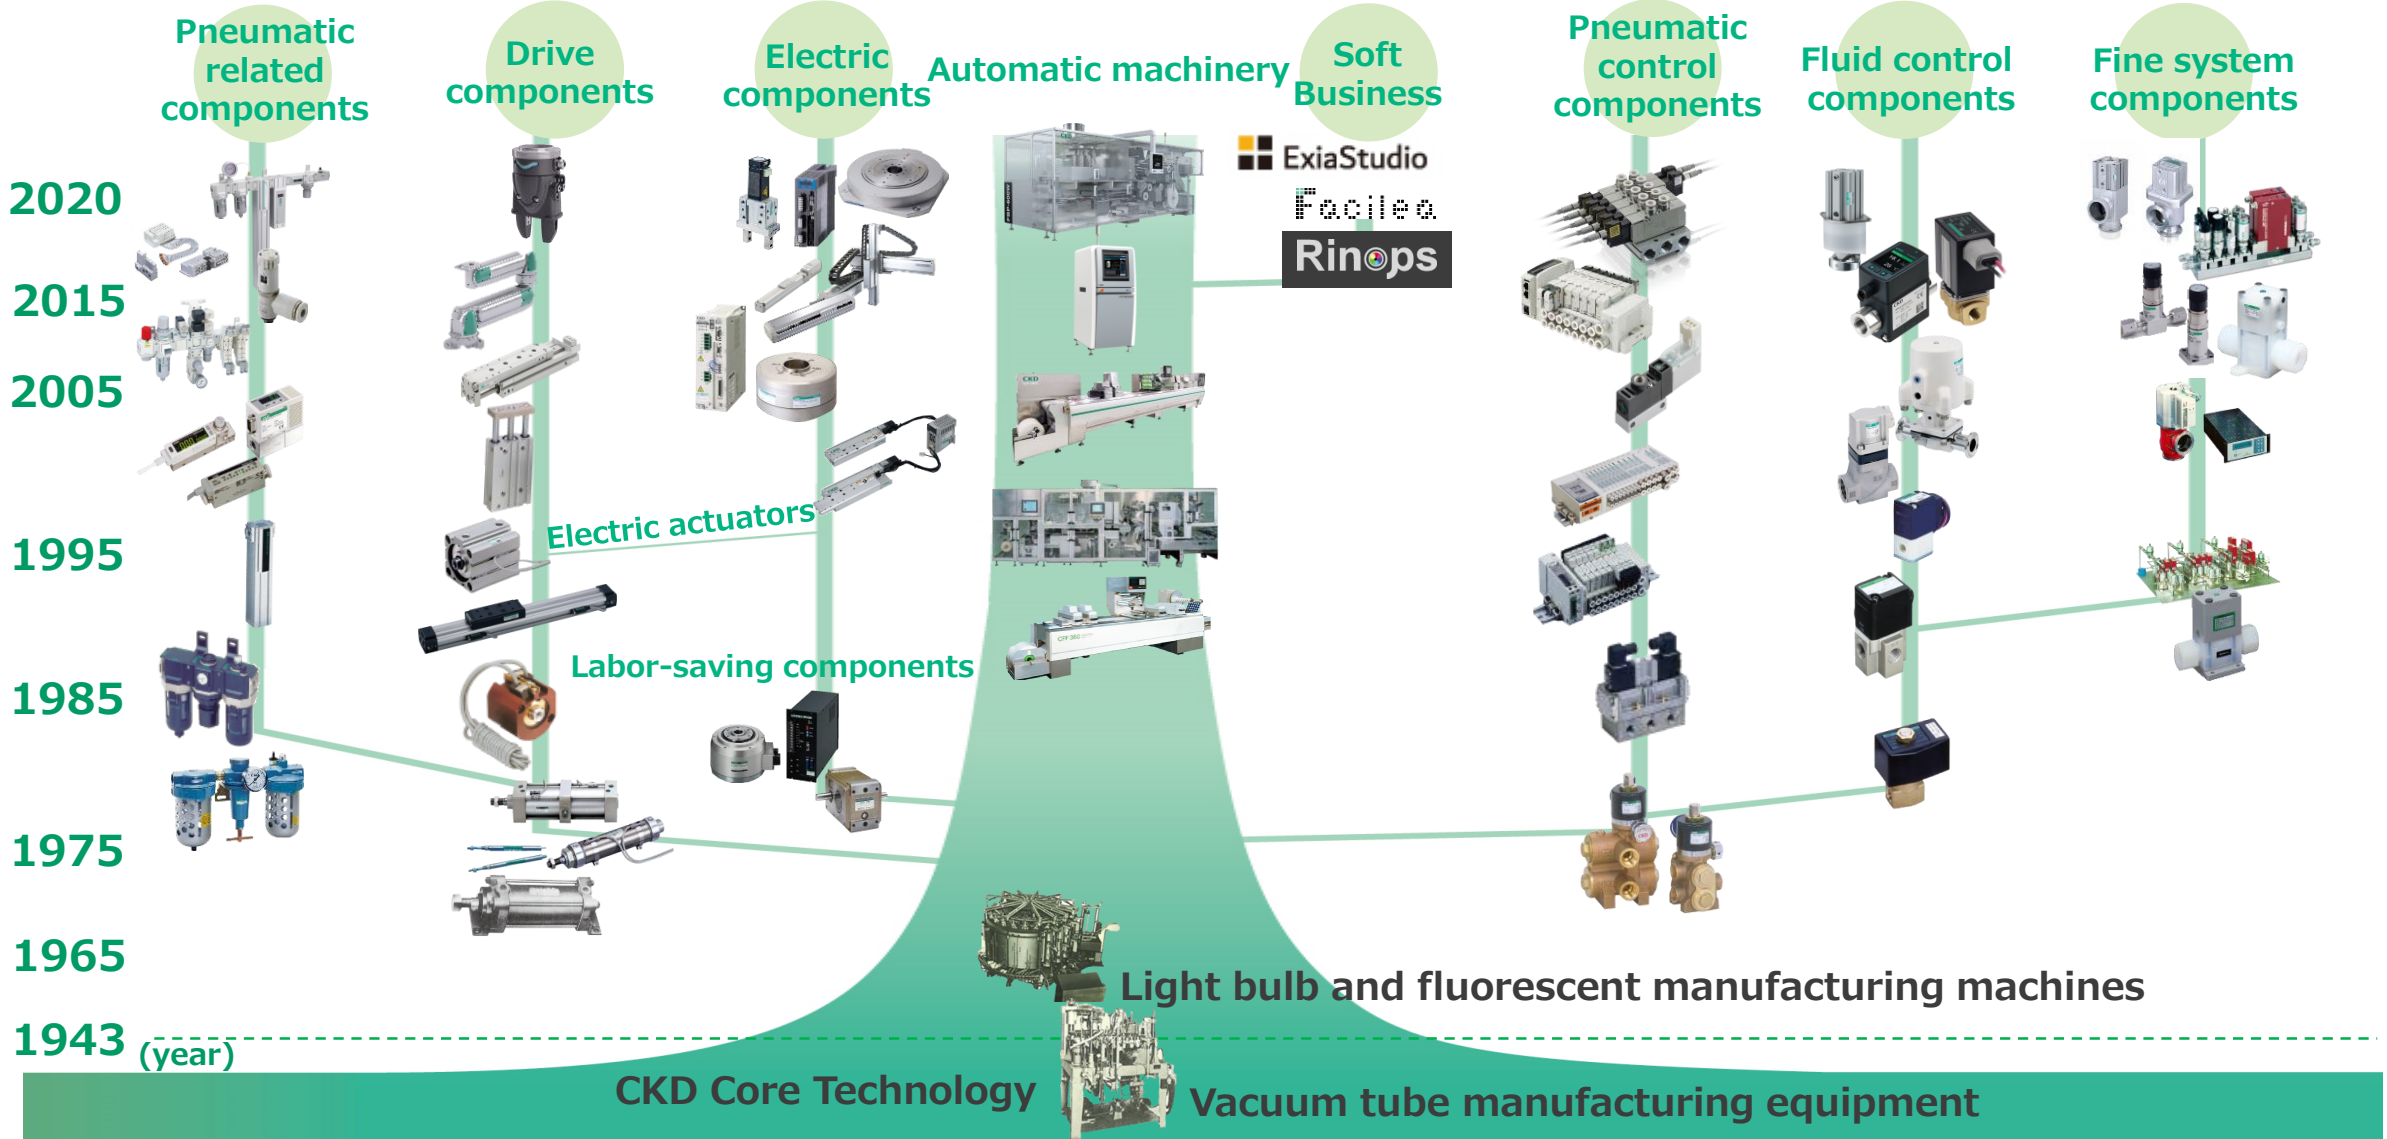 Pneumatic
related
components
Drive
components
Electric
components
Automatic machinery
Soft
Business
Pneumatic
control
components
Fluid control
components
Fine system
components
2020
2015
2005
1995
1985
1975
1965
1943
(year)
ExiaStudio
Facilea
Rinops
CKD
CKD
Electric actuators
Labor-saving components
Light bulb and fluorescent manufacturing machines
CKD Core Technology
Vacuum tube manufacturing equipment